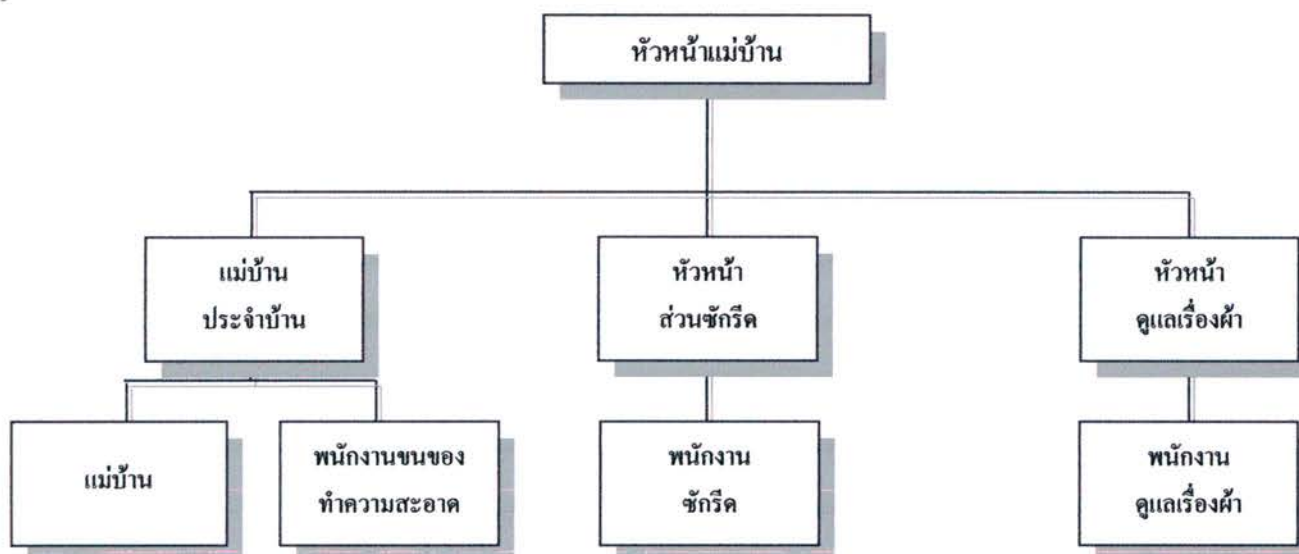 หัวหน้าแม่บ้าน
แม่บ้าน
ประจำบ้าน
หัวหน้า
ส่วนซักรีด
หัวหน้า
ดูแลเรื่องผ้า
แม่บ้าน
พนักงานขนของ
ทำความสะอาด
พนักงาน
ซักรีด
พนักงาน
ดูแลเรื่องผ้า